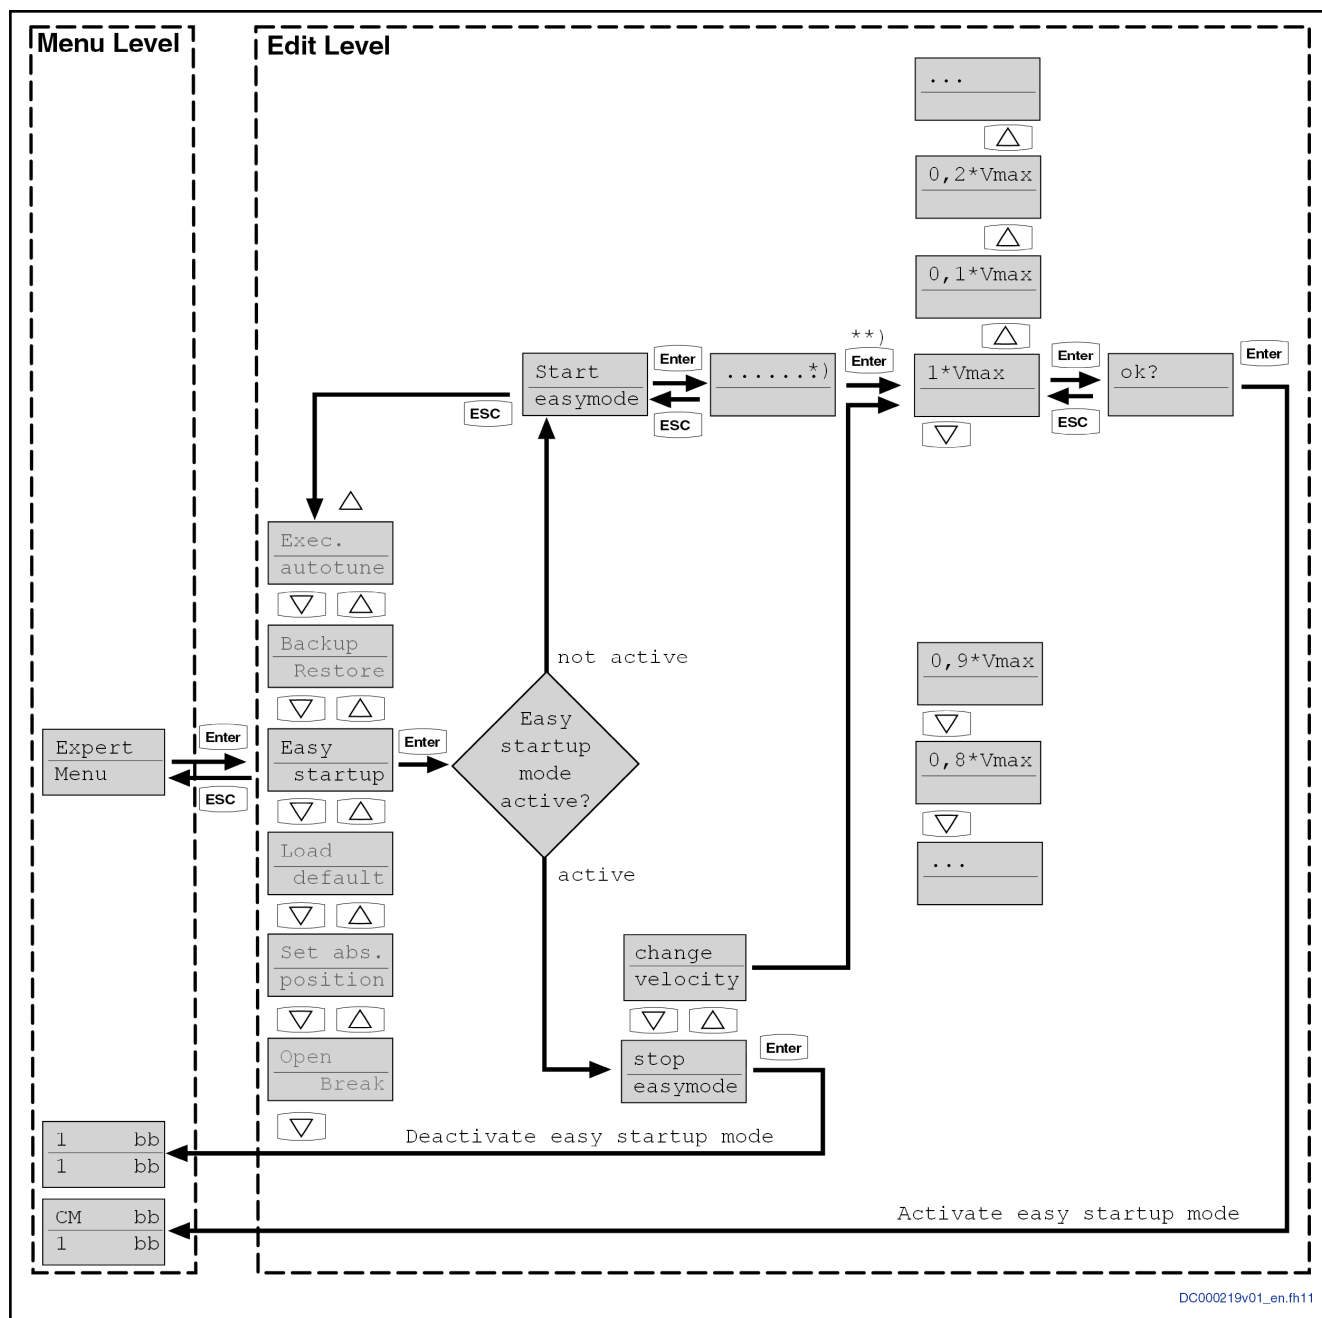 Menu Level
Edit Level
...
0,2*Vmax
0,1*Vmax
**)
Start
easymode
Enter
ESC
......*)
Enter
1*Vmax
Enter
ESC
ok?
Enter
ESC
Exec.
autotune
Backup
Restore
not active
0,9*Vmax
Expert
Menu
Enter
ESC
Easy
startup
Enter
Easy
startup
mode
active?
0,8*Vmax
Load
default
active
...
Set abs.
position
change
velocity
Open
Break
stop
easymode
Enter
1 bb
1 bb
Deactivate easy startup mode
CM bb
1 bb
Activate easy startup mode
DC000219v01_en.fh11